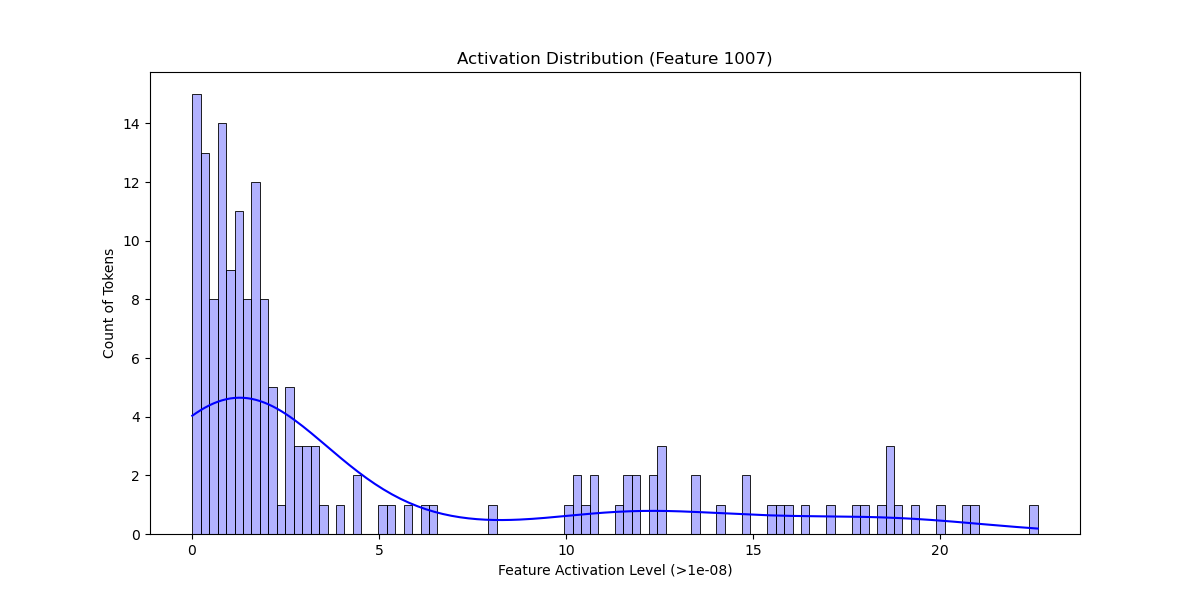 Activation Distribution (Feature 1007)
14
12
10
8
6
4
2
0
Count of Tokens
0 5 10 15 20
Feature Activation Level (>1e-08)